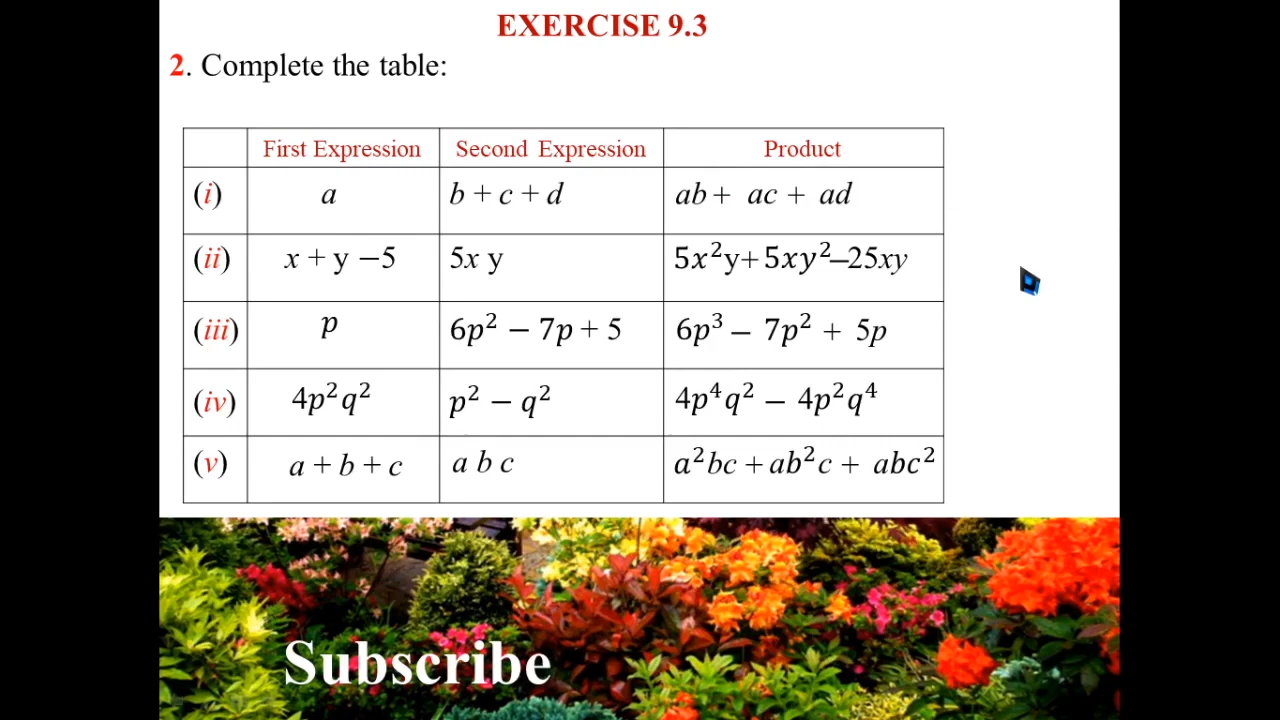 EXERCISE 9.3
2. Complete the table:
First Expression Second Expression Product
(i) a b + c + d ab + ac + ad
(ii) x + y −5 5x y 5x²y+5xy²–25xy
(iii) p 6p² − 7p + 5 6p³ − 7p² + 5p
(iv) 4p²q² p² − q² 4p⁴q² − 4p²q⁴
(v) a + b + c a b c a²bc + ab²c + abc²
Subscribe